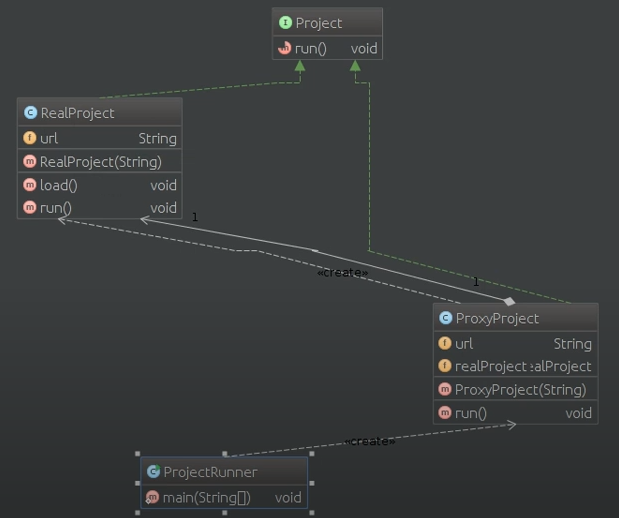 I Project
m run() void
C RealProject
f url String
m RealProject(String)
m load() void
m run() void
1
«create»
1
C ProxyProject
f url String
f realProject :alProject
m ProxyProject(String)
m run() void
«create»
C ProjectRunner
m main(String[]) void